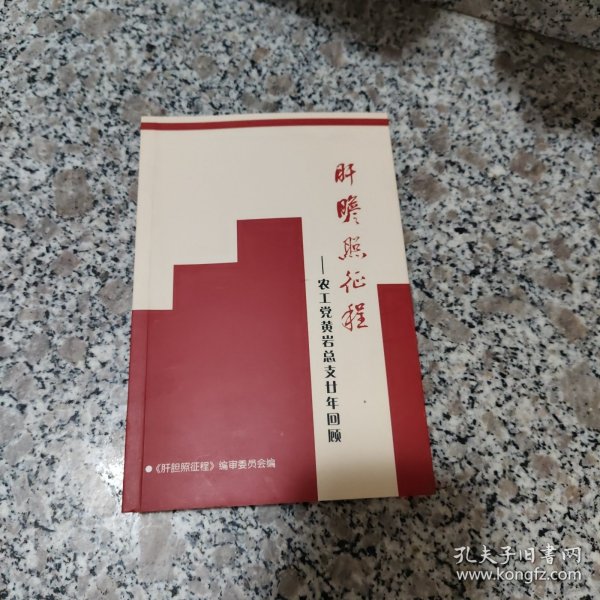 肝膽照征程
——农工党黄岩总支廿年回顾
●《肝胆照征程》编审委员会编
孔夫子旧书网
www.kongfz.com